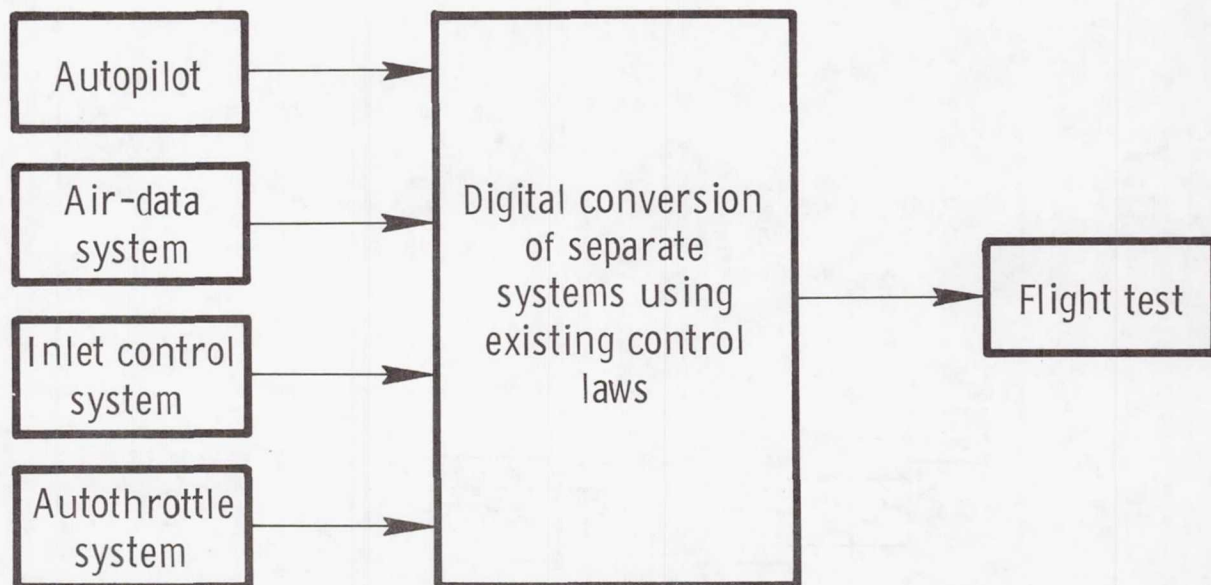 Autopilot
Air-data
system
Inlet control
system
Autothrottle
system
Digital conversion
of separate
systems using
existing control
laws
Flight test